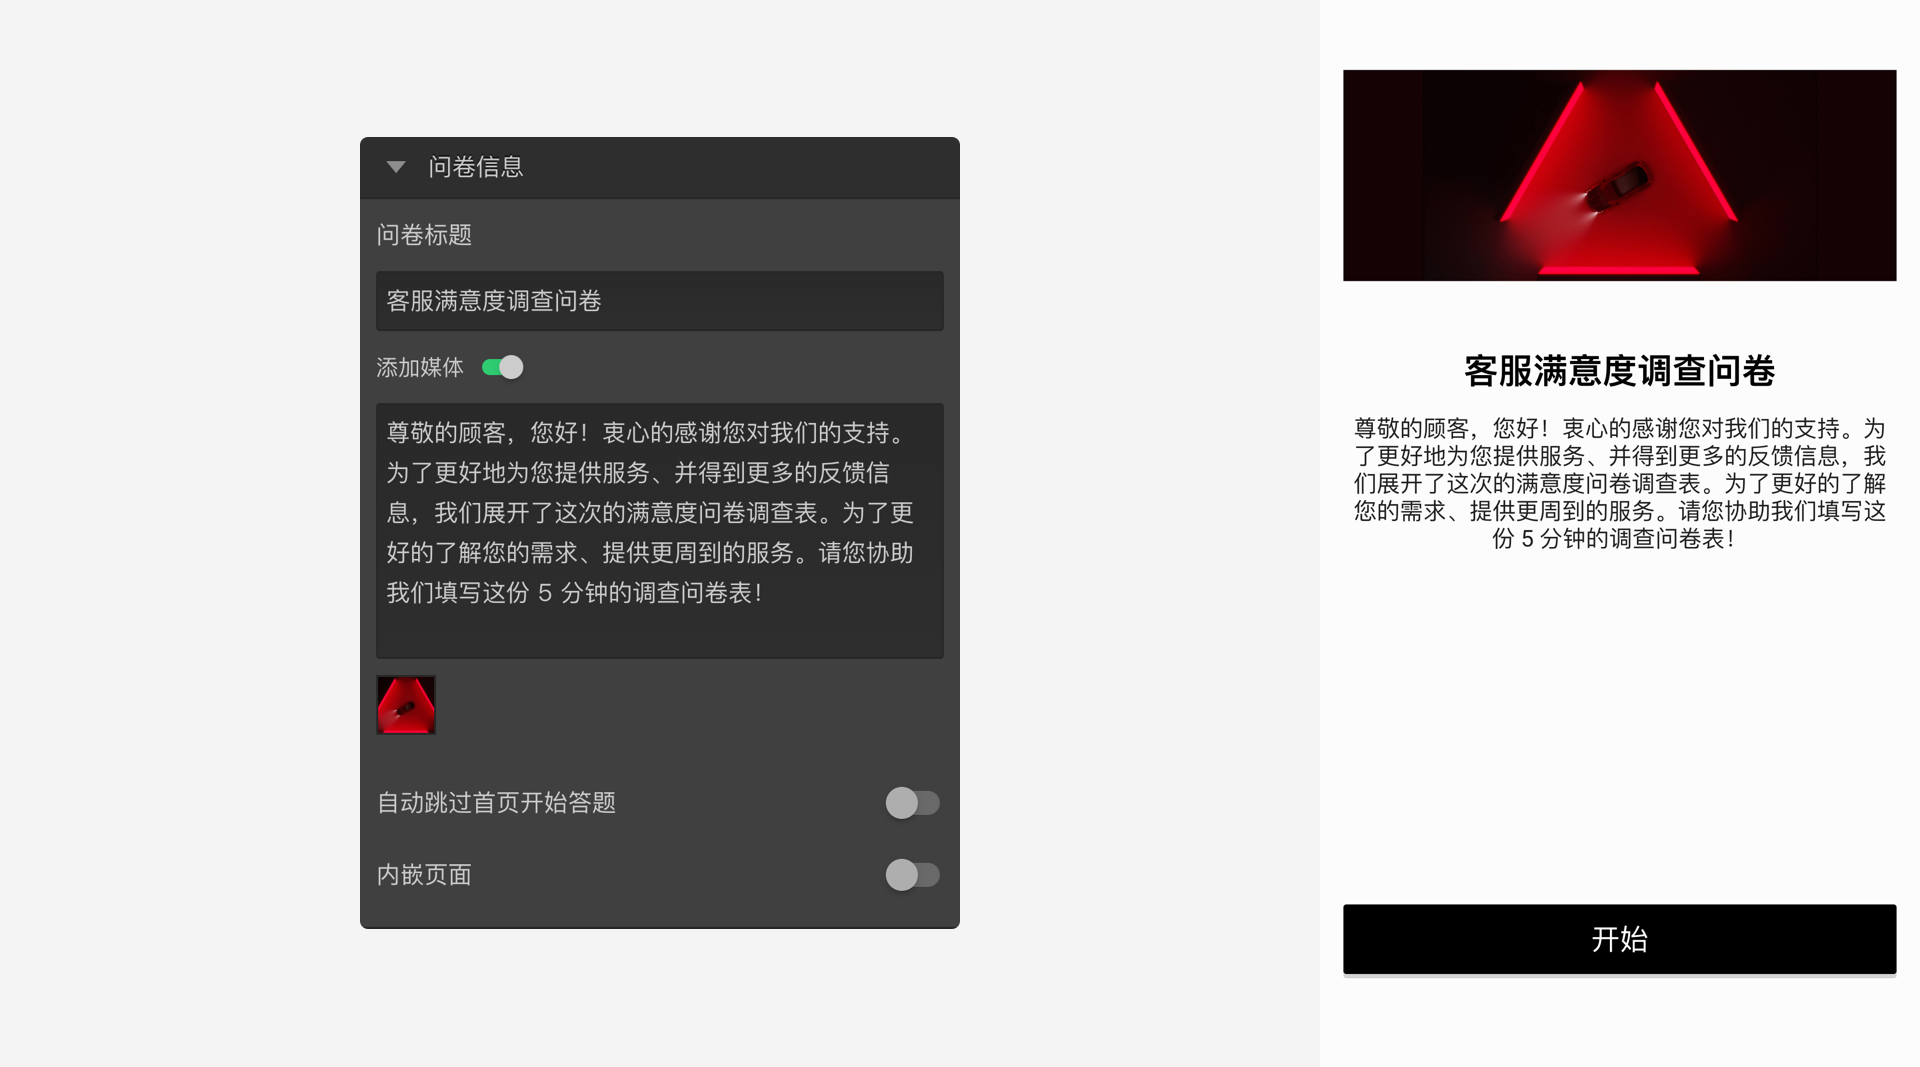 问卷信息
问卷标题
客服满意度调查问卷
添加媒体
尊敬的顾客，您好！衷心的感谢您对我们的支持。
为了更好地为您提供服务、并得到更多的反馈信
息，我们展开了这次的满意度问卷调查表。为了更
好的了解您的需求、提供更周到的服务。请您协助
我们填写这份 5 分钟的调查问卷表！
自动跳过首页开始答题
内嵌页面
客服满意度调查问卷
尊敬的顾客，您好！衷心的感谢您对我们的支持。为
了更好地为您提供服务、并得到更多的反馈信息，我
们展开了这次的满意度问卷调查表。为了更好的了解
您的需求、提供更周到的服务。请您协助我们填写这
份 5 分钟的调查问卷表！
开始